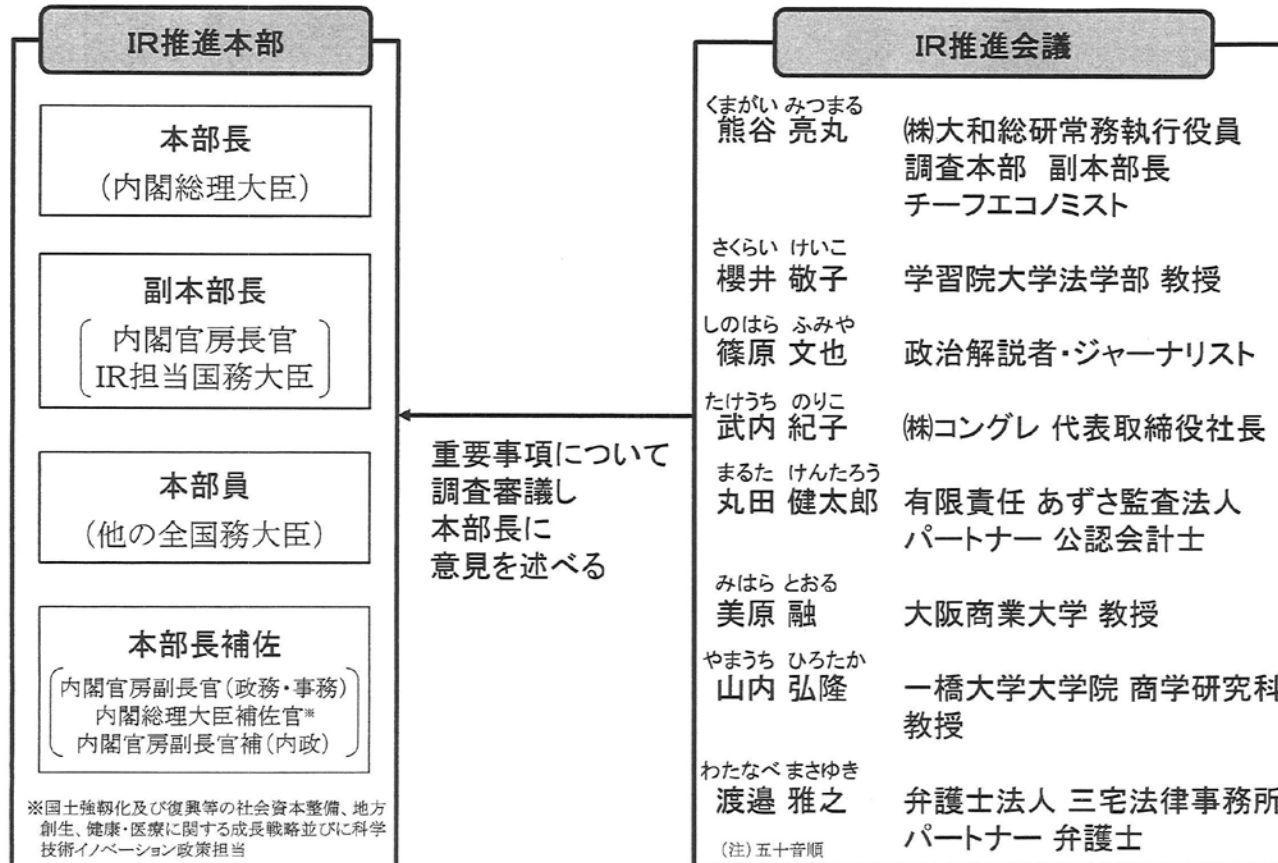 IR推進本部
本部長
(内閣総理大臣)
副本部長
内閣官房長官
IR担当国務大臣
本部員
(他の全国務大臣)
本部長補佐
内閣官房副長官(政務・事務)
内閣総理大臣補佐官※
内閣官房副長官補(内政)
※国土強靱化及び復興等の社会資本整備、地方
創生、健康・医療に関する成長戦略並びに科学
技術イノベーション政策担当
重要事項について
調査審議し
本部長に
意見を述べる
IR推進会議
くまがい みつまる
熊谷 亮丸 ㈱大和総研常務執行役員
調査本部 副本部長
チーフエコノミスト
さくらい けいこ
櫻井 敬子 学習院大学法学部 教授
しのはら ふみや
篠原 文也 政治解説者・ジャーナリスト
たけうち のりこ
武内 紀子 ㈱コングレ 代表取締役社長
まるた けんたろう
丸田 健太郎 有限責任 あずさ監査法人
パートナー 公認会計士
みはら とおる
美原 融 大阪商業大学 教授
やまうち ひろたか
山内 弘隆 一橋大学大学院 商学研究科
教授
わたなべ まさゆき
渡邉 雅之 弁護士法人 三宅法律事務所
パートナー 弁護士
(注)五十音順